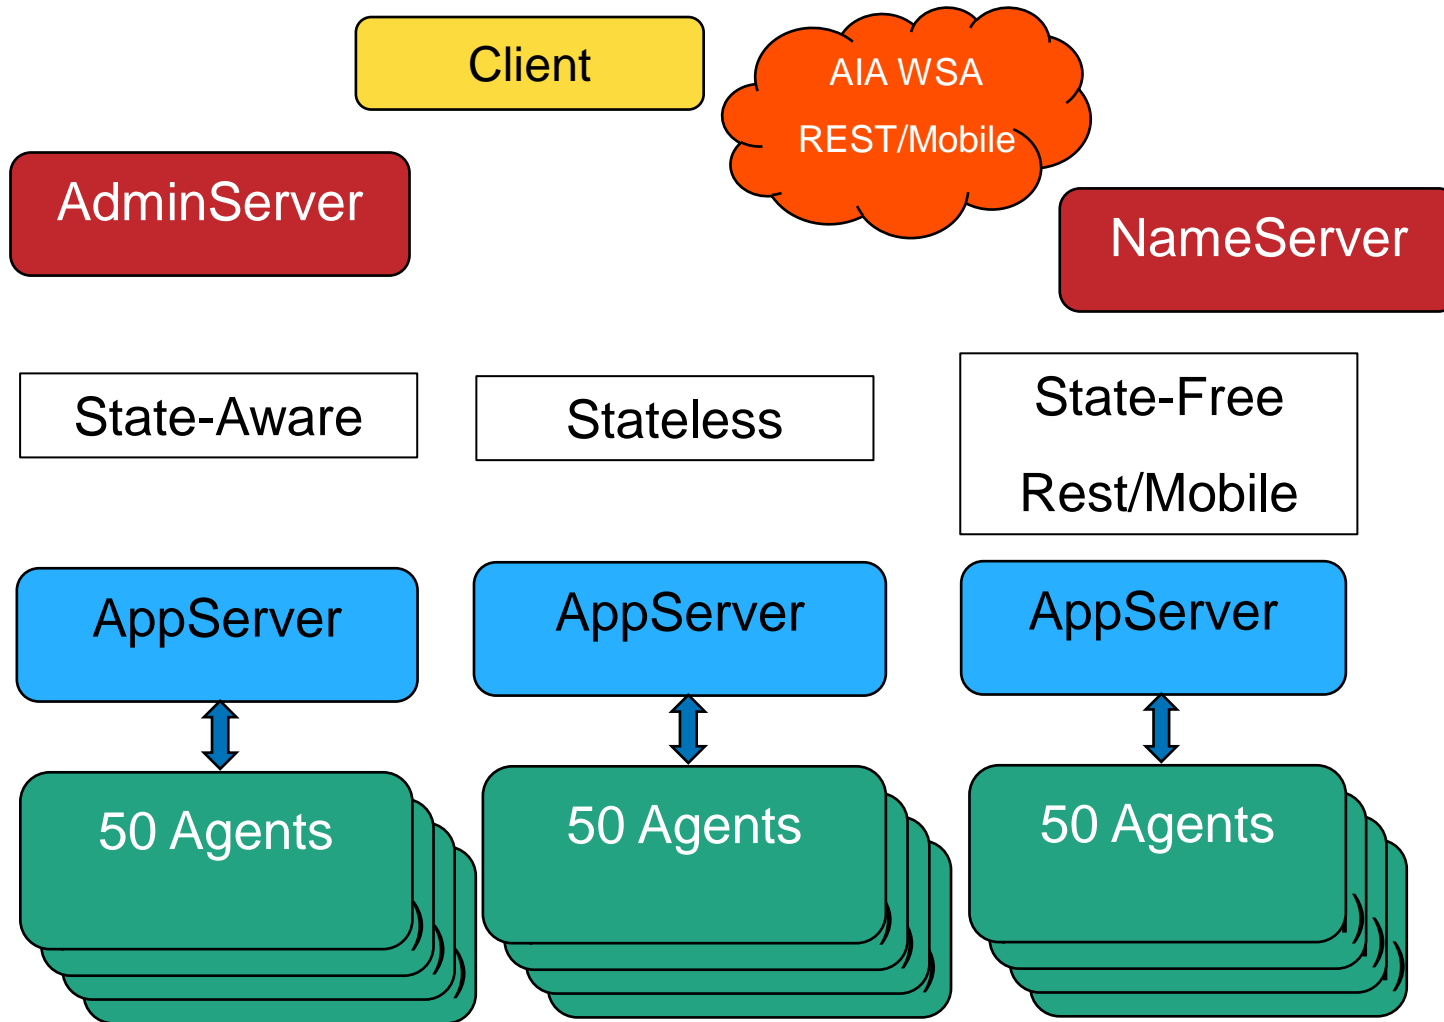 Client
AIA WSA
REST/Mobile
AdminServer
NameServer
State-Aware
Stateless
State-Free
Rest/Mobile
AppServer
AppServer
AppServer
50 Agents
50 Agents
50 Agents